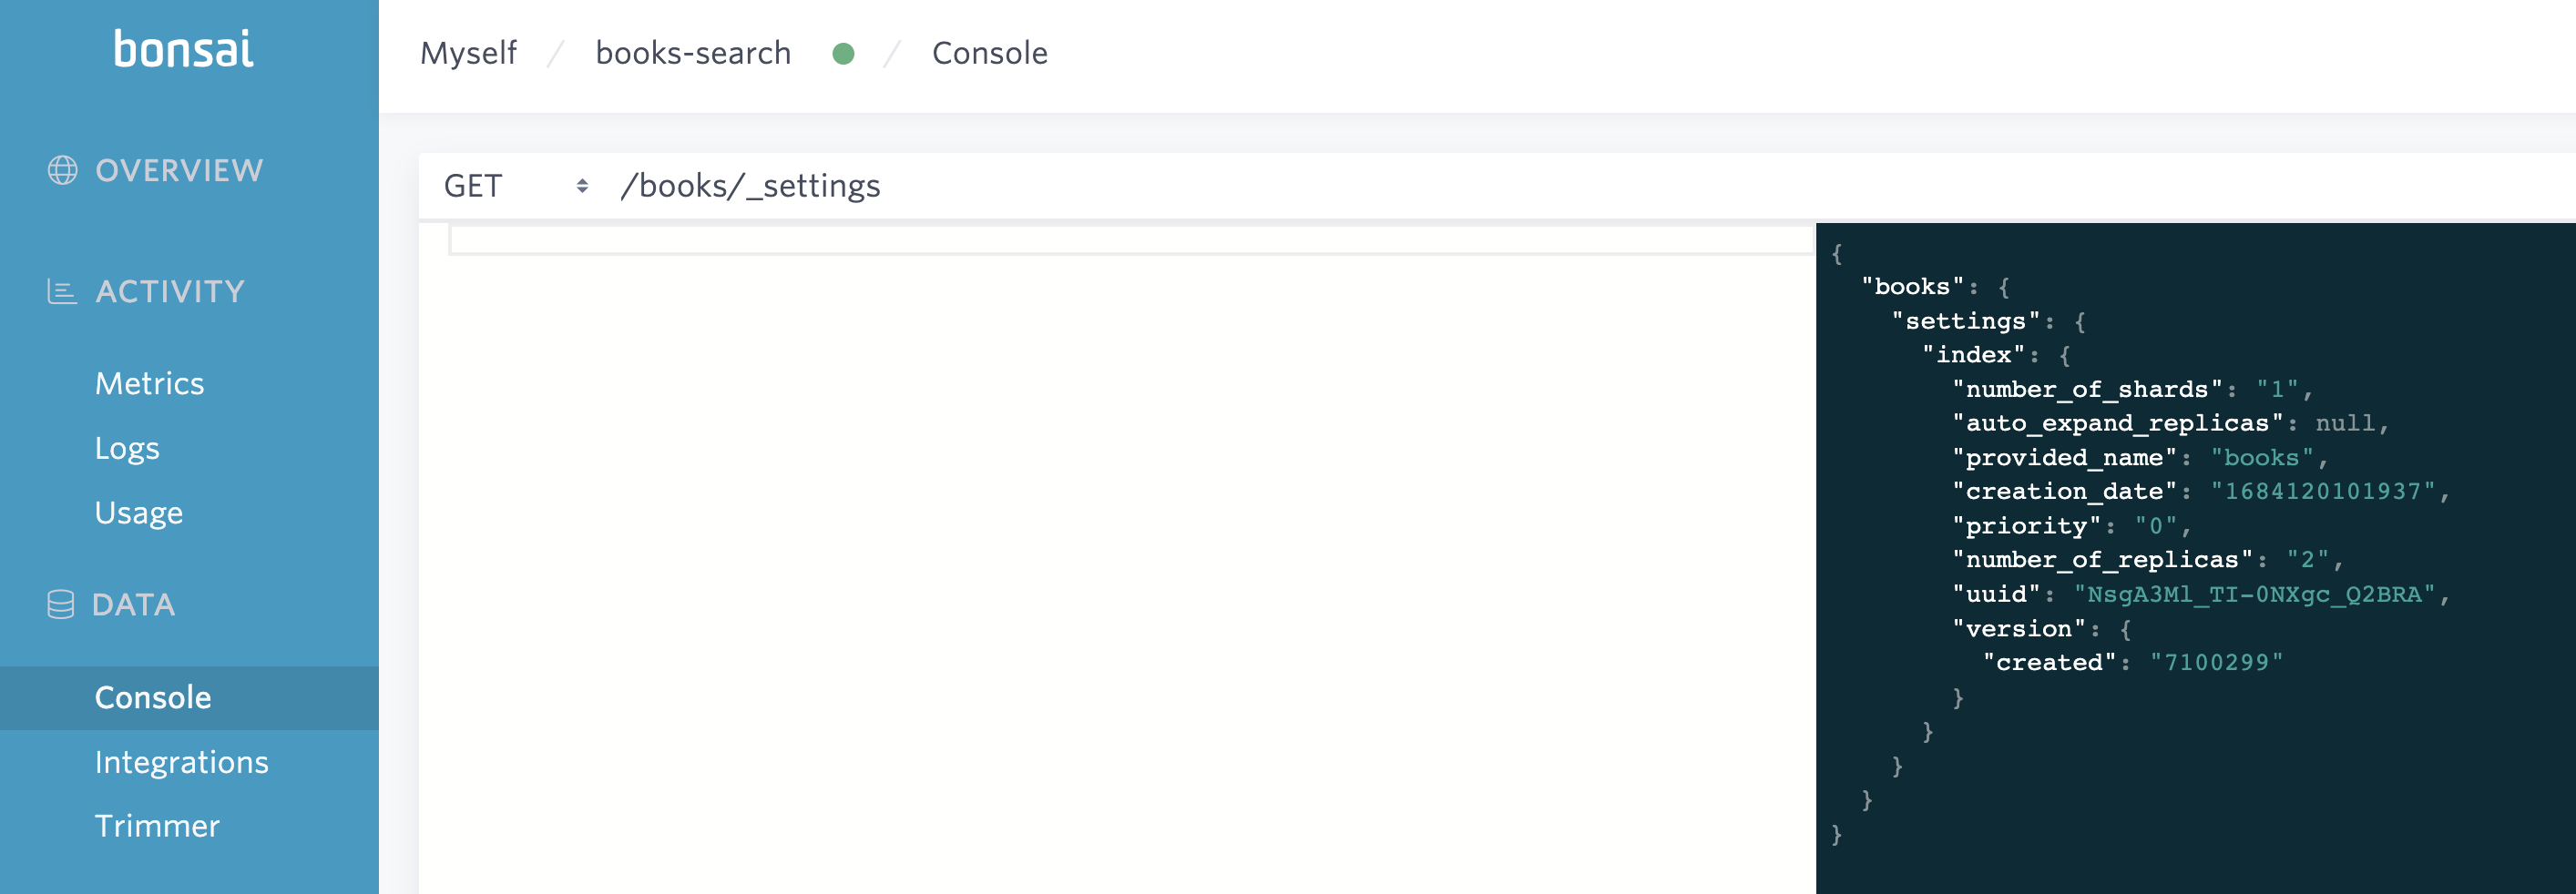 bonsai
OVERVIEW
ACTIVITY
Metrics
Logs
Usage
DATA
Console
Integrations
Trimmer
Myself / books-search / Console
GET /books/_settings
{
"books": {
"settings": {
"index": {
"number_of_shards": "1",
"auto_expand_replicas": null,
"provided_name": "books",
"creation_date": "1684120101937",
"priority": "0",
"number_of_replicas": "2",
"uuid": "NsgA3Ml_TI-0NXgc_Q2BRA",
"version": {
"created": "7100299"
}
}
}
}
}